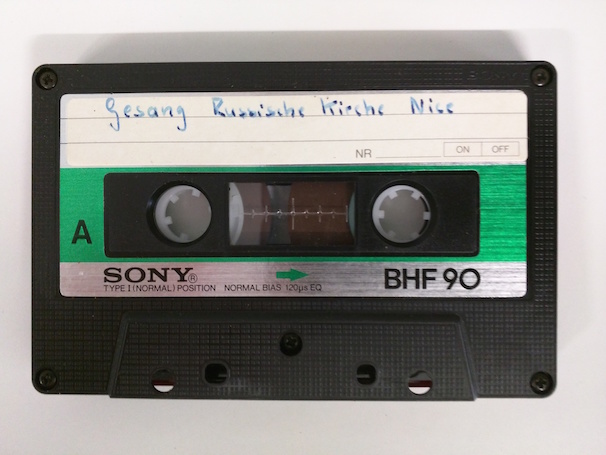 Gesang Russische Kirche Nice
NR ON OFF
A
SONY® BHF 90
TYPE I (NORMAL) POSITION NORMAL BIAS 120µs EQ